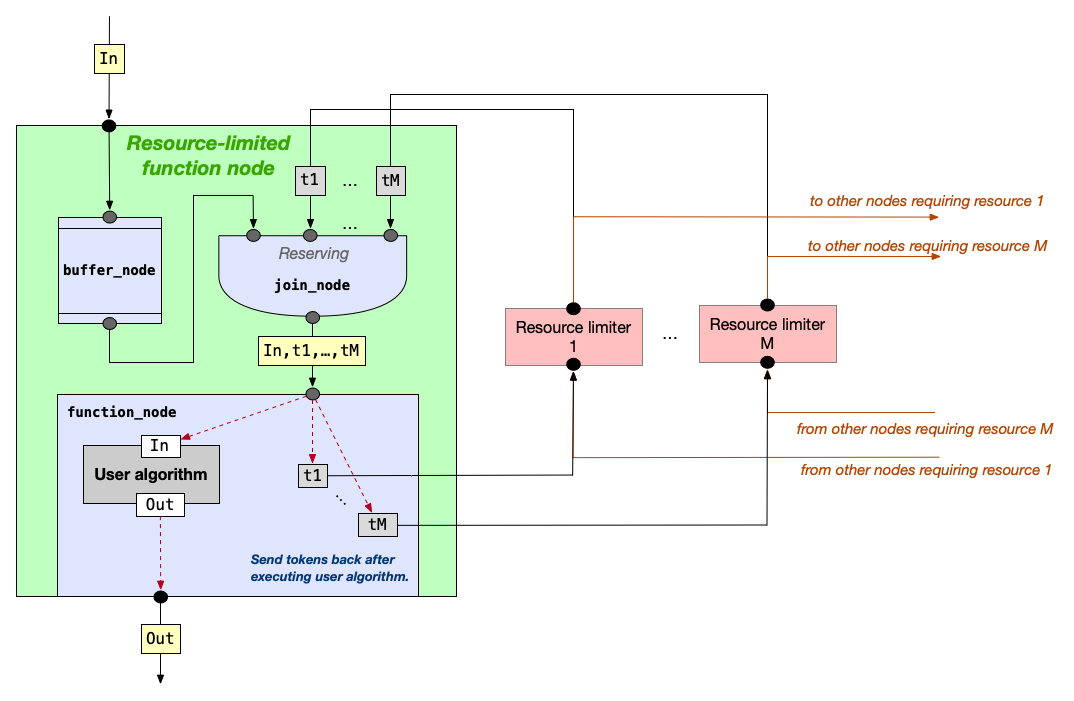 In
Resource-limited
function node
t1
...
tM
...
Reserving
join_node
buffer_node
In,t1,…,tM
function_node
In
User algorithm
Out
t1
...
tM
Send tokens back after
executing user algorithm.
Out
to other nodes requiring resource 1
to other nodes requiring resource M
Resource limiter
1
...
Resource limiter
M
from other nodes requiring resource M
from other nodes requiring resource 1